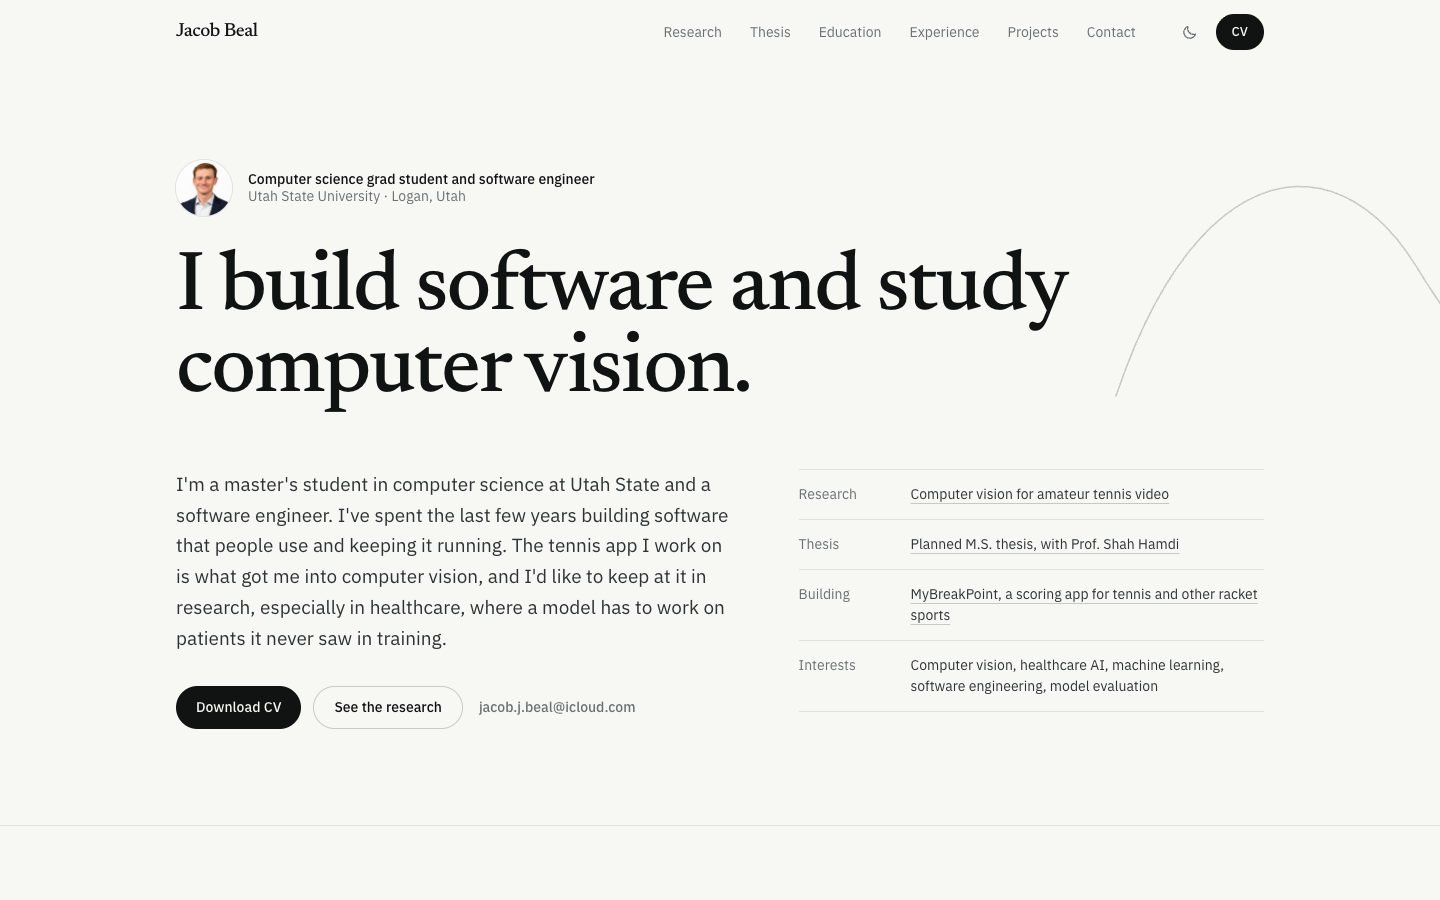 Jacob Beal
Research
Thesis
Education
Experience
Projects
Contact
CV
Computer science grad student and software engineer
Utah State University · Logan, Utah
I build software and study
computer vision.
I'm a master's student in computer science at Utah State and a
software engineer. I've spent the last few years building software
that people use and keeping it running. The tennis app I work on
is what got me into computer vision, and I'd like to keep at it in
research, especially in healthcare, where a model has to work on
patients it never saw in training.
Download CV
See the research
jacob.j.beal@icloud.com
Research
Computer vision for amateur tennis video
Thesis
Planned M.S. thesis, with Prof. Shah Hamdi
Building
MyBreakPoint, a scoring app for tennis and other racket
sports
Interests
Computer vision, healthcare AI, machine learning,
software engineering, model evaluation